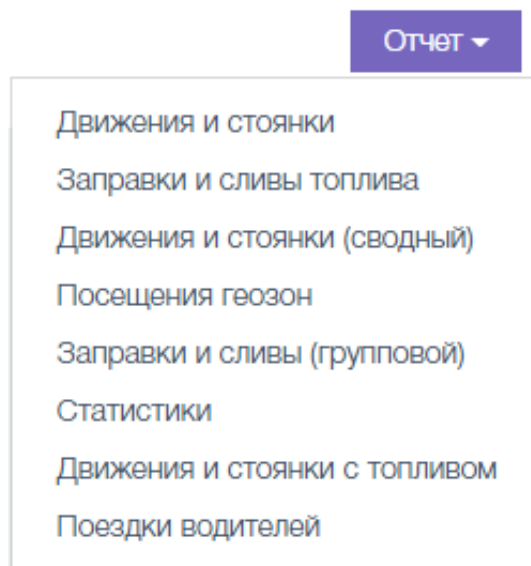 Отчет
Движения и стоянки
Заправки и сливы топлива
Движения и стоянки (сводный)
Посещения геозон
Заправки и сливы (групповой)
Статистики
Движения и стоянки с топливом
Поездки водителей